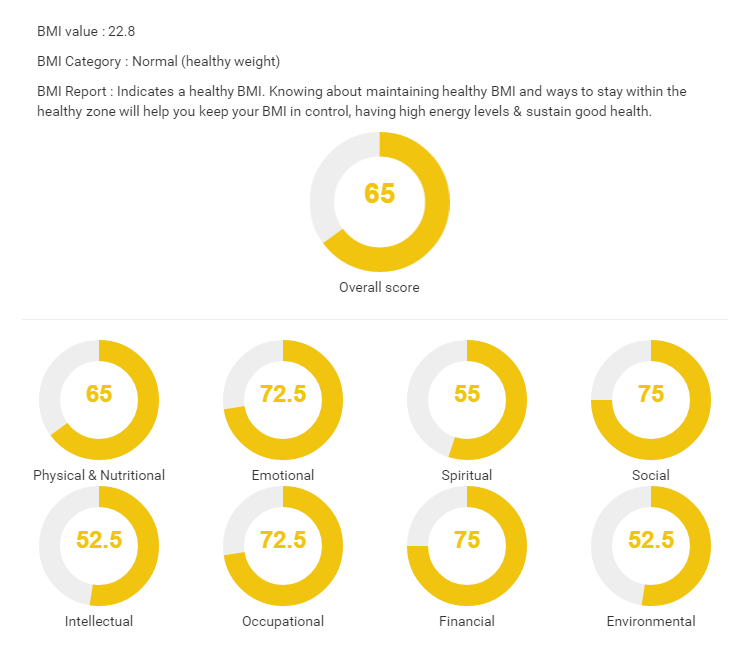 BMI value : 22.8
BMI Category : Normal (healthy weight)
BMI Report : Indicates a healthy BMI. Knowing about maintaining healthy BMI and ways to stay within the
healthy zone will help you keep your BMI in control, having high energy levels & sustain good health.
65
Overall score
65
72.5
55
75
Physical & Nutritional
Emotional
Spiritual
Social
52.5
72.5
75
52.5
Intellectual
Occupational
Financial
Environmental